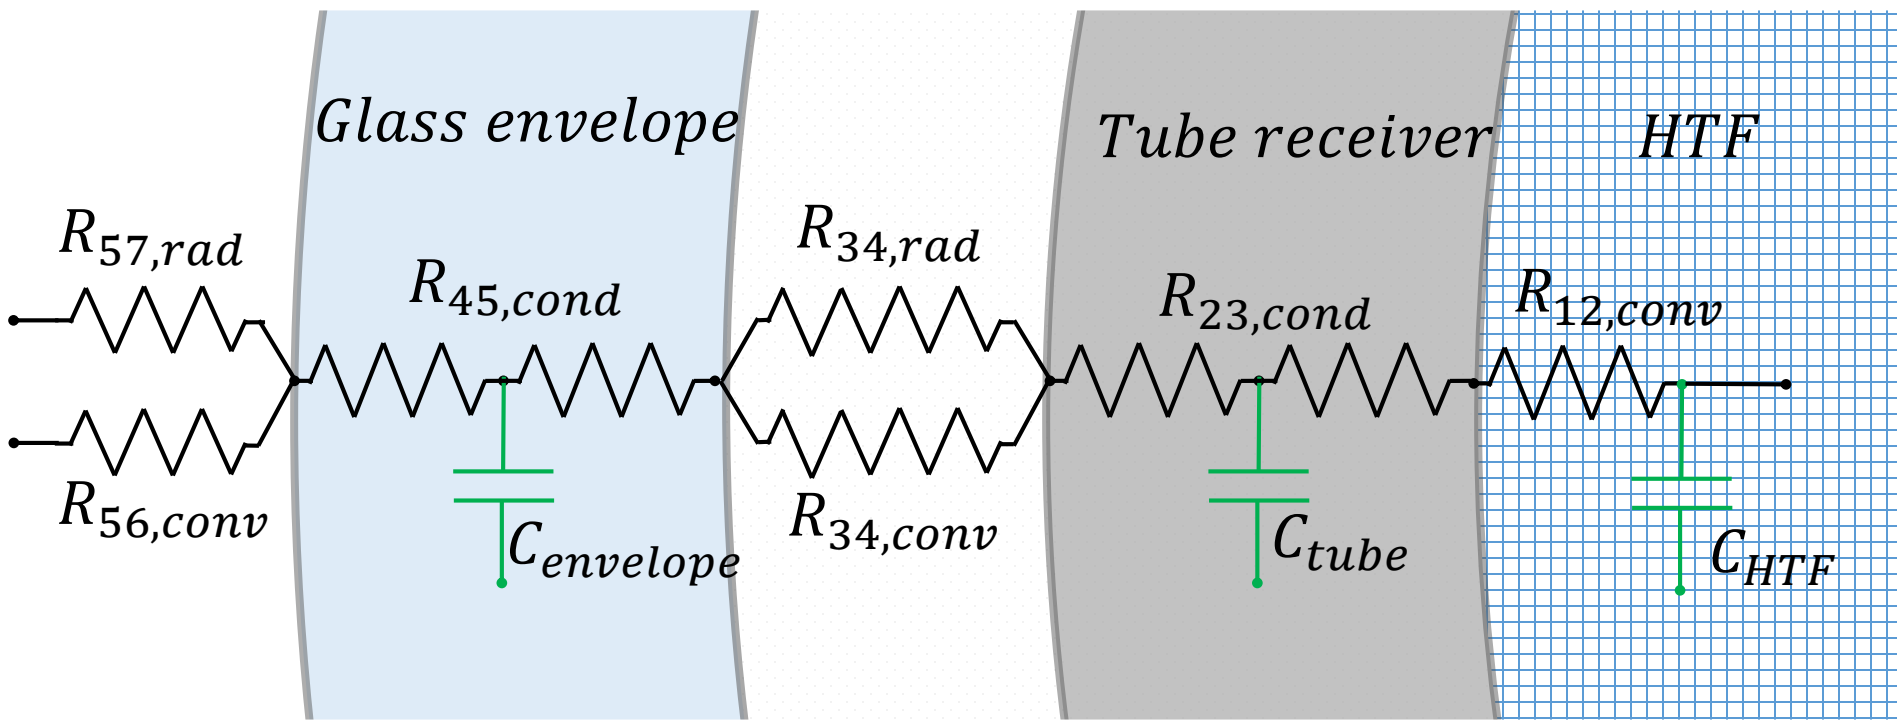 Glass envelope
Tube receiver
HTF
R57,rad
R45,cond
R34,rad
R23,cond
R12,conv
R56,conv
Cenvelope
R34,conv
Ctube
CHTF